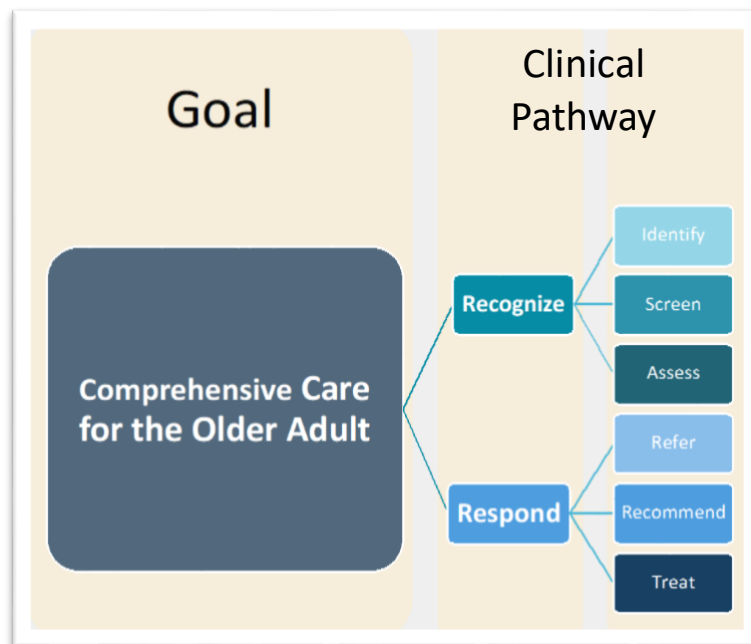 Goal
Clinical
Pathway
Comprehensive Care
for the Older Adult
Recognize
Identify
Screen
Assess
Respond
Refer
Recommend
Treat